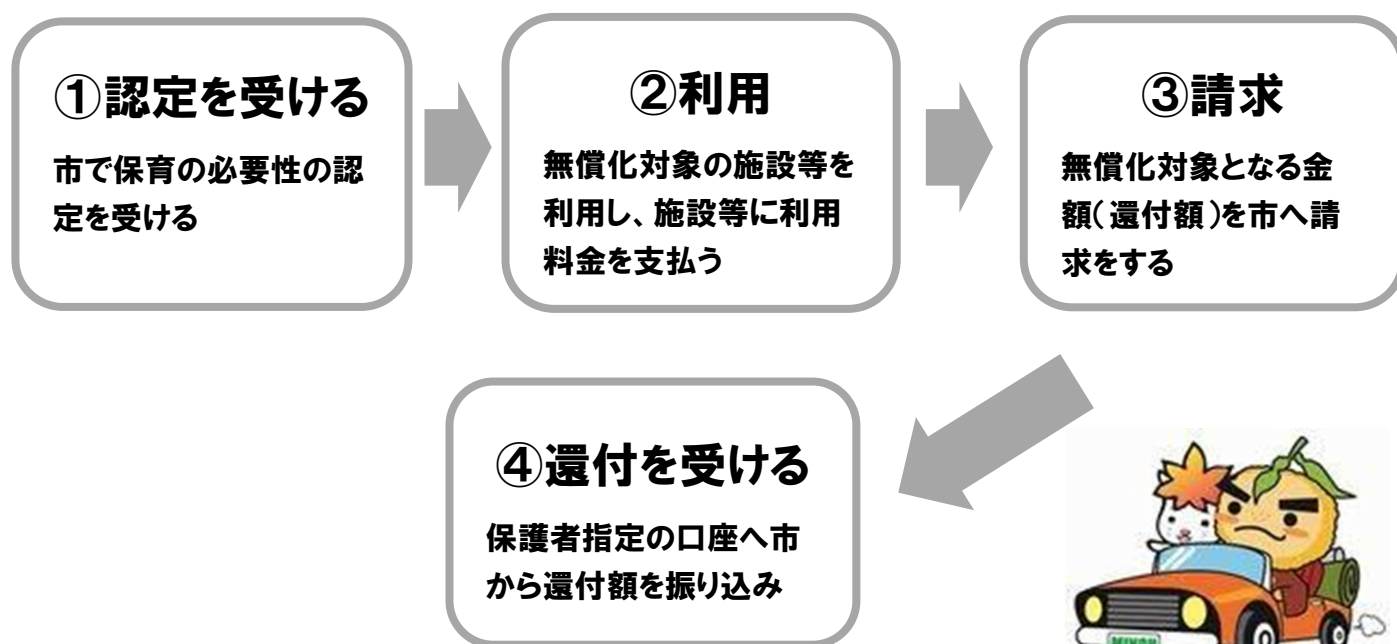 ①認定を受ける
市で保育の必要性の認
定を受ける
②利用
無償化対象の施設等を
利用し、施設等に利用
料金を支払う
③請求
無償化対象となる金
額(還付額)を市へ請
求をする
④還付を受ける
保護者指定の口座へ市
から還付額を振り込み